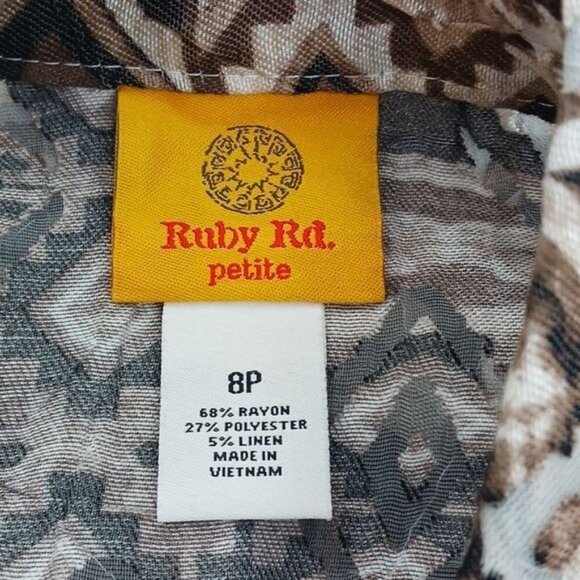 Ruby Rd.
petite
8P
68% RAYON
27% POLYESTER
5% LINEN
MADE IN
VIETNAM